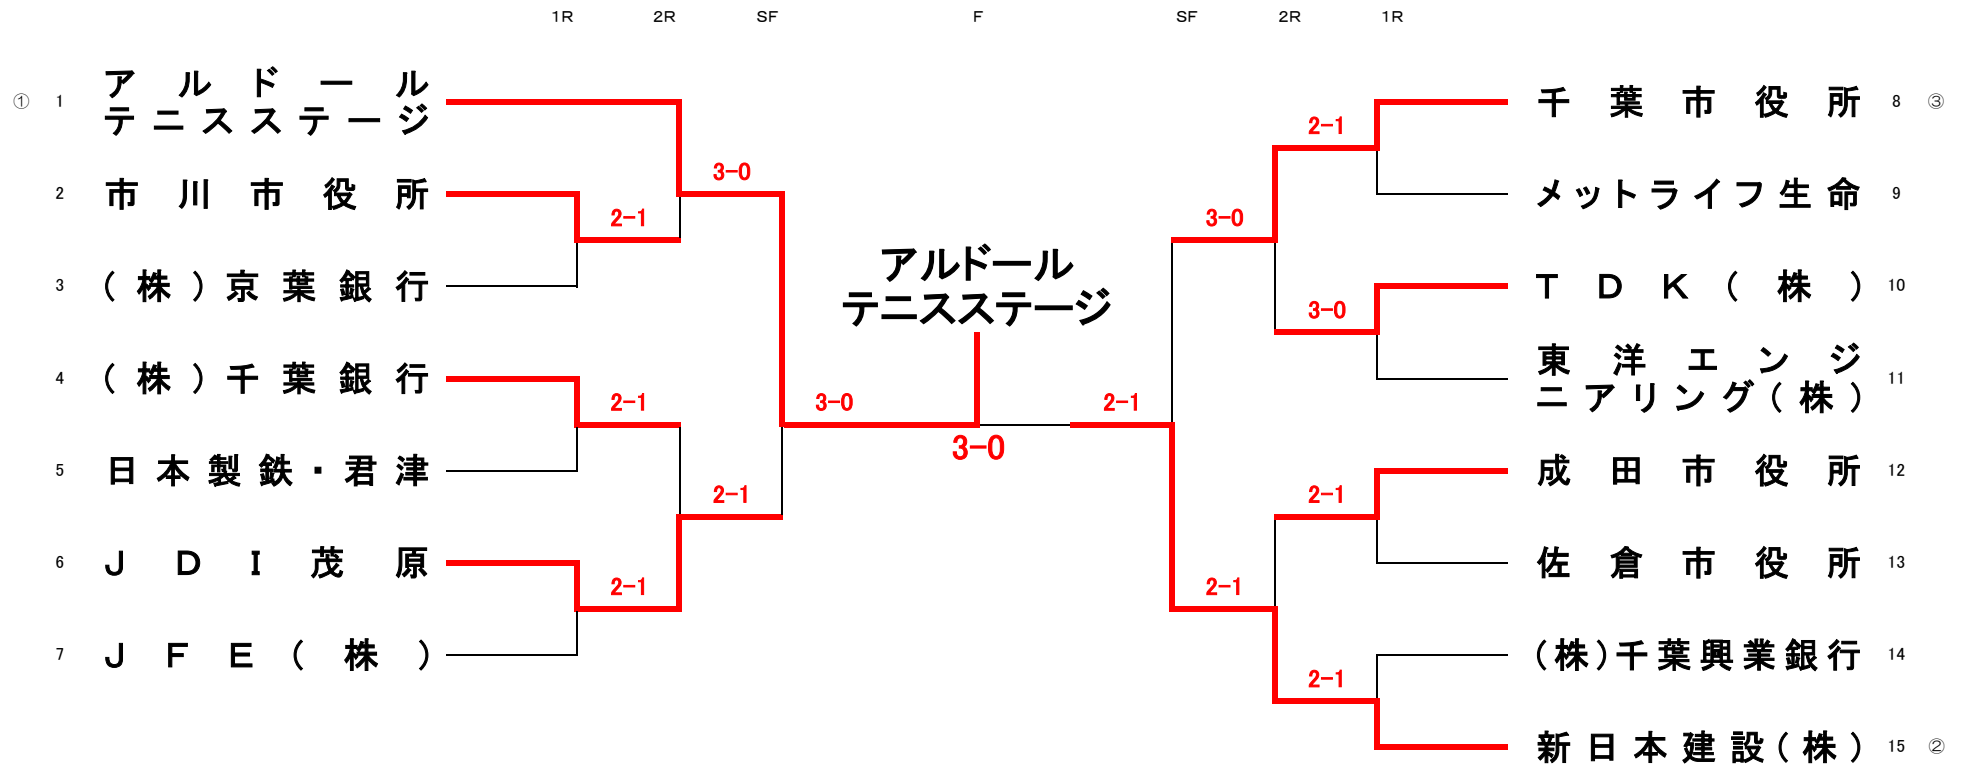 1R 2R SF F SF 2R 1R
① 1 アルドール
テニスステージ
2 市川市役所
3 (株)京葉銀行
4 (株)千葉銀行
5 日本製鉄・君津
6 JDI茂原
7 JFE(株)
3-0
2-1
2-1
2-1
2-1
3-0
アルドール
テニスステージ
3-0
2-1
3-0
2-1
2-1
3-0
2-1
2-1
千葉市役所 8 ③
メットライフ生命 9
TDK(株) 10
東洋エンジ
ニアリング(株) 11
成田市役所 12
佐倉市役所 13
(株)千葉興業銀行 14
新日本建設(株) 15 ②